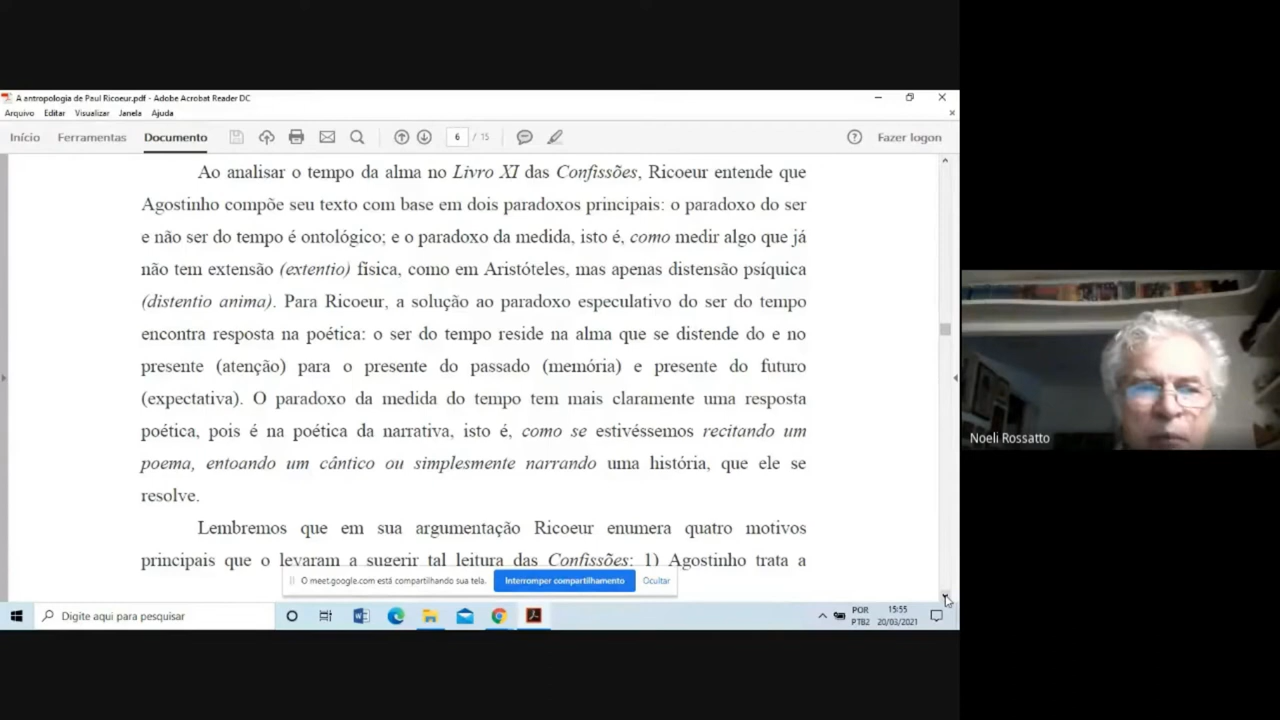 A antropologia de Paul Ricoeur.pdf - Adobe Acrobat Reader DC
Arquivo Editar Visualizar Janela Ajuda
Início Ferramentas Documento 6 / 15 Fazer logon
Ao analisar o tempo da alma no Livro XI das Confissões, Ricoeur entende que
Agostinho compõe seu texto com base em dois paradoxos principais: o paradoxo do ser
e não ser do tempo é ontológico; e o paradoxo da medida, isto é, como medir algo que já
não tem extensão (extentio) física, como em Aristóteles, mas apenas distensão psíquica
(distentio anima). Para Ricoeur, a solução ao paradoxo especulativo do ser do tempo
encontra resposta na poética: o ser do tempo reside na alma que se distende do e no
presente (atenção) para o presente do passado (memória) e presente do futuro
(expectativa). O paradoxo da medida do tempo tem mais claramente uma resposta
poética, pois é na poética da narrativa, isto é, como se estivéssemos recitando um
poema, entoando um cântico ou simplesmente narrando uma história, que ele se
resolve.
Lembremos que em sua argumentação Ricoeur enumera quatro motivos
principais que o levaram a sugerir tal leitura das Confissões: 1) Agostinho trata a
O meet.google.com está compartilhando sua tela. Interromper compartilhamento Ocultar
Digite aqui para pesquisar
POR 15:55
PTB2 20/03/2021
Noeli Rossatto